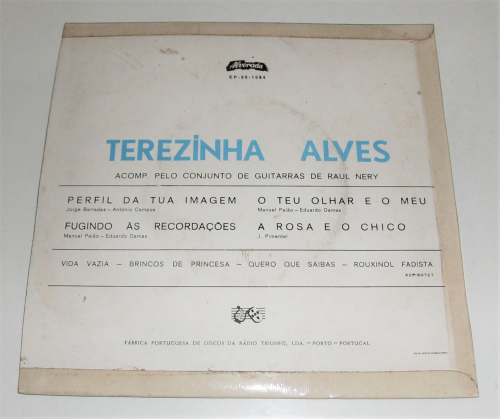 Alvorada
EP-60-1084
TEREZÍNHA ALVES
ACOMP. PELO CONJUNTO DE GUITARRAS DE RAUL NERY
PERFIL DA TUA IMAGEM
Jorge Barradas - António Campos
O TEU OLHAR E O MEU
Manuel Paião - Eduardo Damas
FUGINDO ÀS RECORDAÇÕES
Manuel Paião - Eduardo Damas
A ROSA E O CHICO
J. Pimentel
VIDA VAZIA - BRINCOS DE PRINCESA - QUERO QUE SAIBAS - ROUXINOL FADISTA
AEP-60727
FÁBRICA PORTUGUESA DE DISCOS DA RÁDIO TRIUNFO, LDA. - PORTO - PORTUGAL